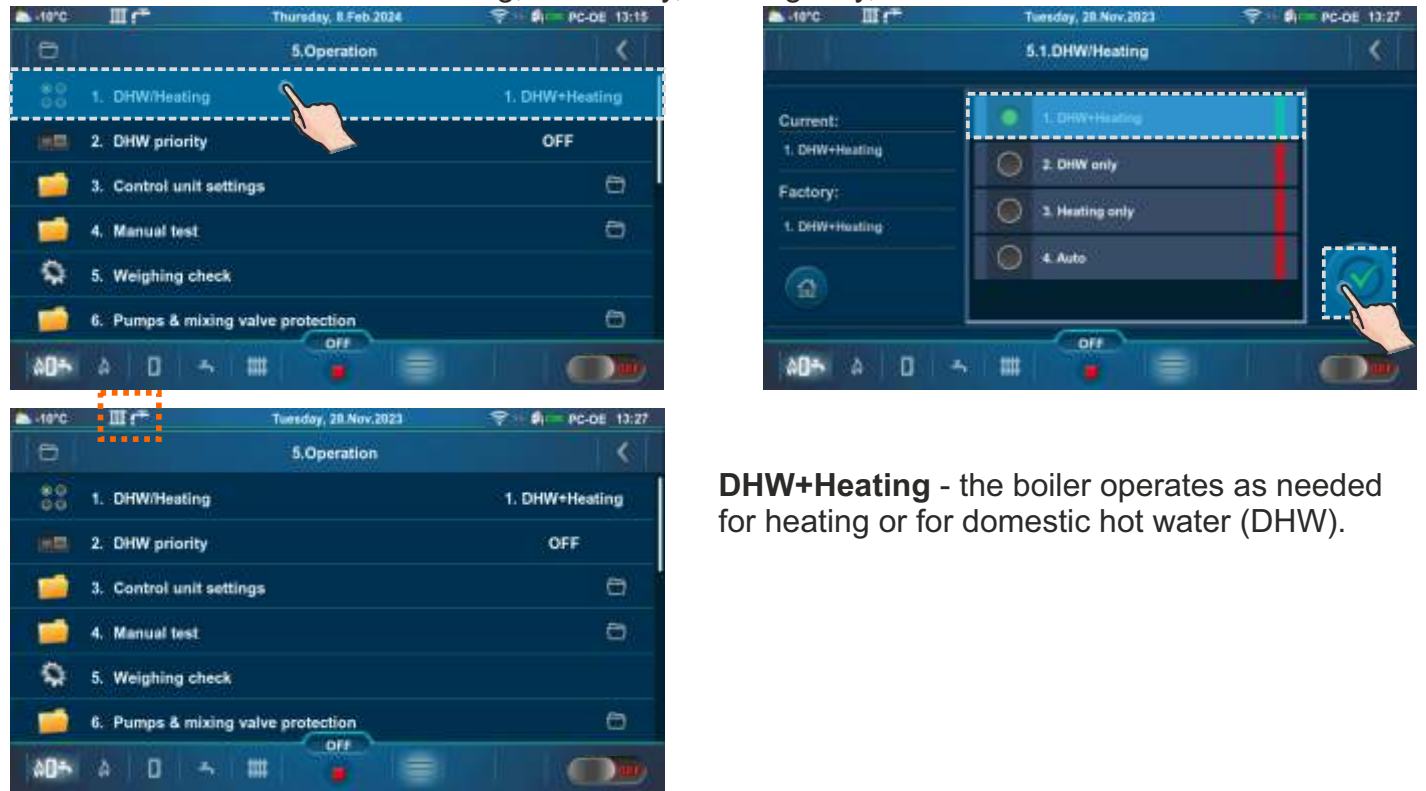 -10°C Thursday, 8.Feb.2024 PC-OE 13:15
5.Operation
1. DHW/Heating 1. DHW+Heating
2. DHW priority OFF
3. Control unit settings
4. Manual test
5. Weighing check
6. Pumps & mixing valve protection
OFF
OFF
-10°C Tuesday, 28.Nov.2023 PC-OE 13:27
5.1.DHW/Heating
Current:
1. DHW+Heating
Factory:
1. DHW+Heating
1. DHW+Heating
2. DHW only
3. Heating only
4. Auto
OFF
OFF
-10°C Tuesday, 28.Nov.2023 PC-OE 13:27
5.Operation
1. DHW/Heating 1. DHW+Heating
2. DHW priority OFF
3. Control unit settings
4. Manual test
5. Weighing check
6. Pumps & mixing valve protection
OFF
OFF
DHW+Heating - the boiler operates as needed
for heating or for domestic hot water (DHW).